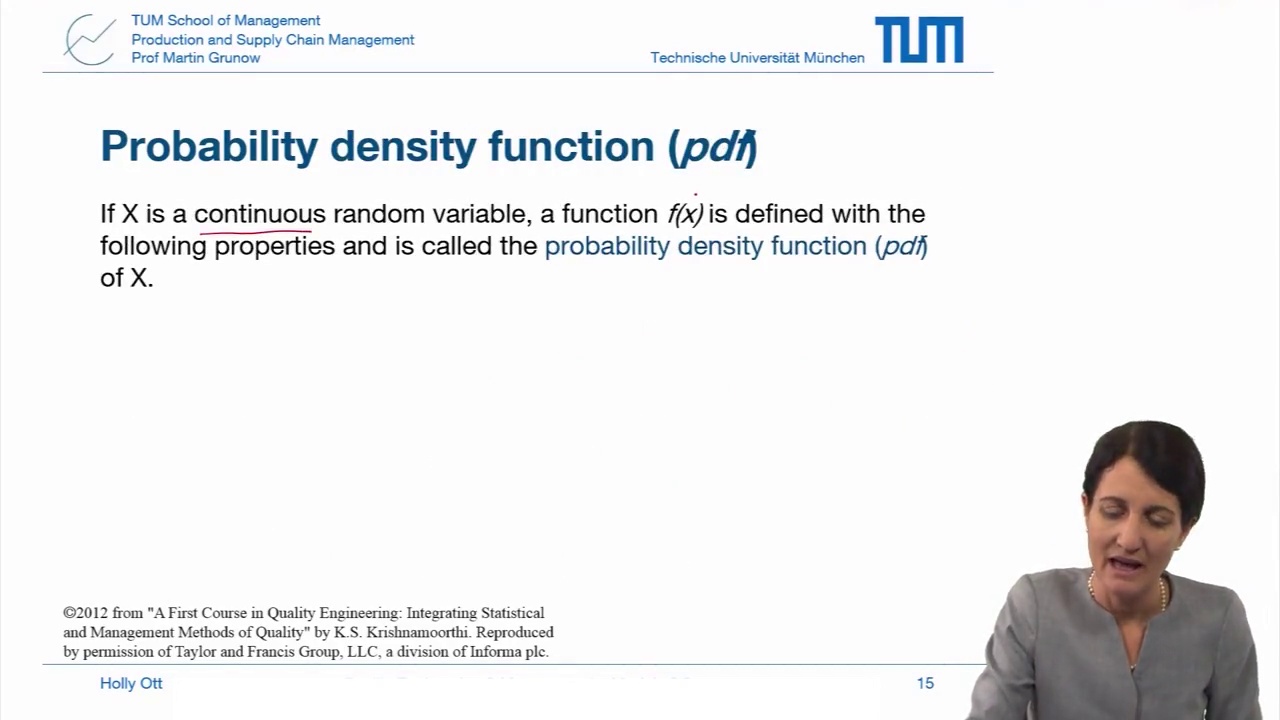 TUM School of Management
Production and Supply Chain Management
Prof Martin Grunow
Technische Universität München
TUM
Probability density function (pdf)
If X is a continuous random variable, a function f(x) is defined with the
following properties and is called the probability density function (pdf)
of X.
©2012 from "A First Course in Quality Engineering: Integrating Statistical
and Management Methods of Quality" by K.S. Krishnamoorthi. Reproduced
by permission of Taylor and Francis Group, LLC, a division of Informa plc.
Holly Ott
15